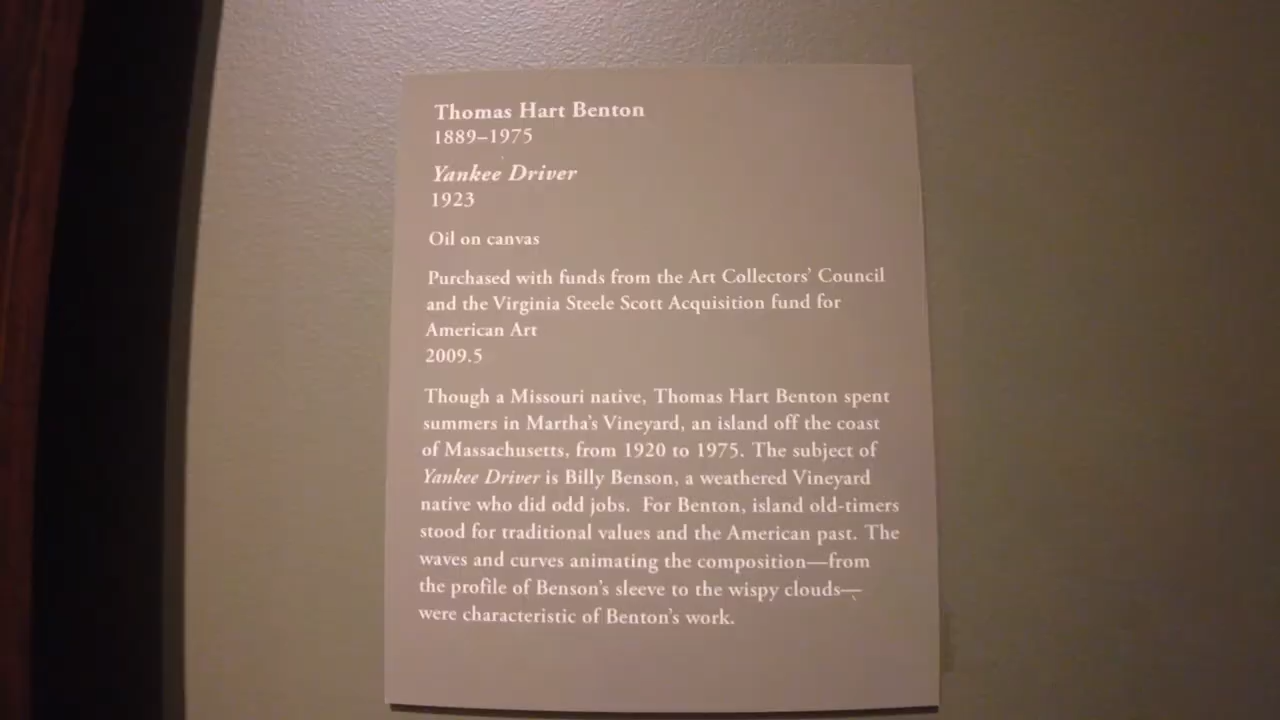 Thomas Hart Benton
1889–1975
Yankee Driver
1923
Oil on canvas
Purchased with funds from the Art Collectors’ Council
and the Virginia Steele Scott Acquisition fund for
American Art
2009.5
Though a Missouri native, Thomas Hart Benton spent
summers in Martha’s Vineyard, an island off the coast
of Massachusetts, from 1920 to 1975. The subject of
Yankee Driver is Billy Benson, a weathered Vineyard
native who did odd jobs.  For Benton, island old-timers
stood for traditional values and the American past. The
waves and curves animating the composition—from
the profile of Benson’s sleeve to the wispy clouds—
were characteristic of Benton’s work.